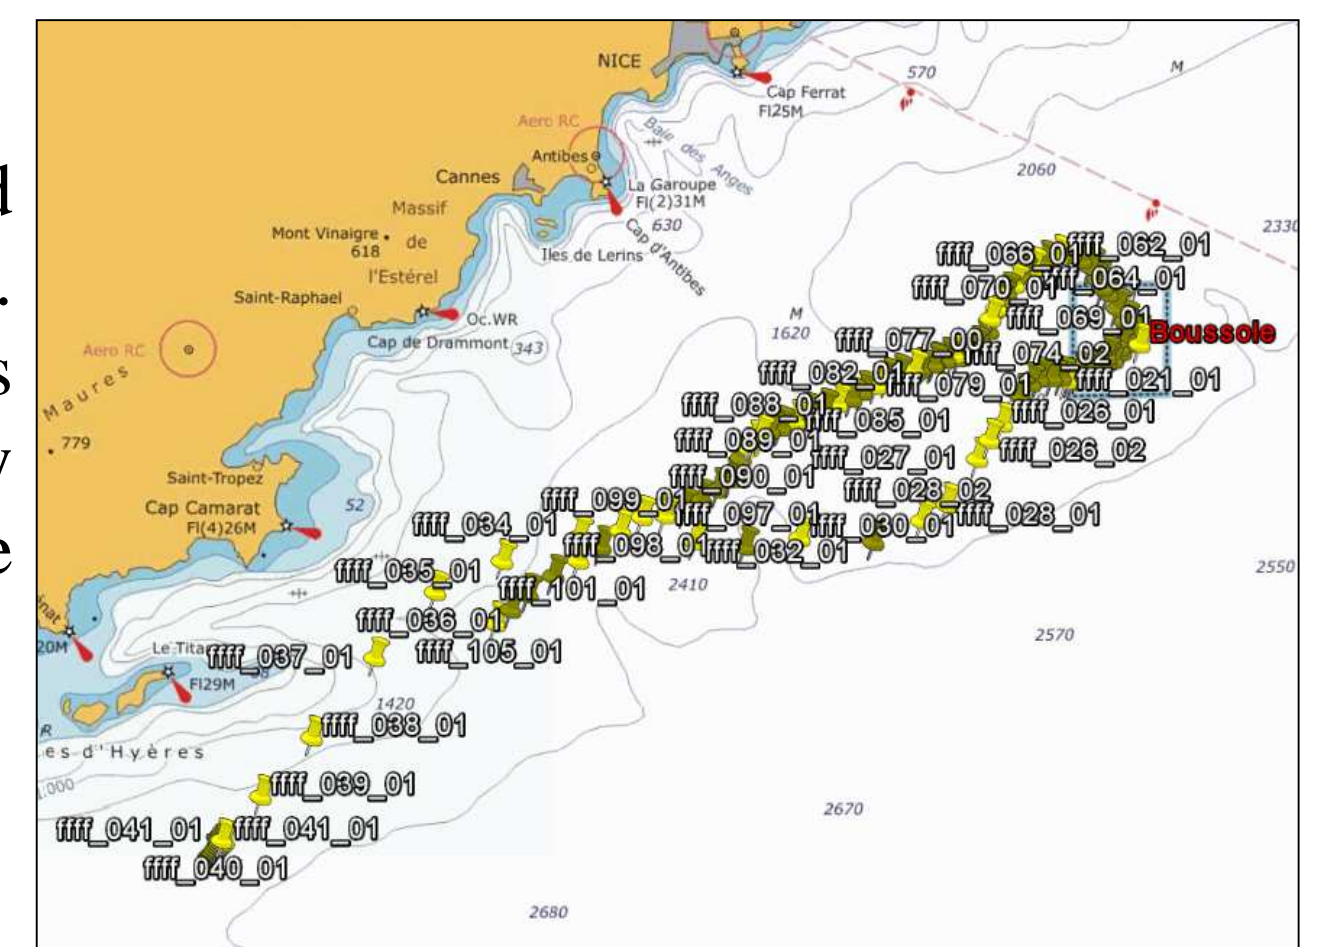 d
.
s
y
e
NICE
570
M
Cap Ferrat
Fl25M
Aero RC
Baie des Anges
Antibes
2060
Cannes
La Garoupe
Fl(2)31M
Massif
de
l'Estérel
Mont Vinaigre
618
630
Cap d'Antibes
2330
Iles de Lerins
ffff_066_01
ffff_062_01
ffff_064_01
ffff_070_01
Saint-Raphael
Oc.WR
Cap de Drammont
343
M
1620
ffff_069_01
Boussole
Aero RC
Maures
779
ffff_077_00
ffff_074_02
ffff_082_01
ffff_079_01
ffff_021_01
ffff_088_01
ffff_085_01
ffff_026_01
ffff_089_01
ffff_027_01
ffff_026_02
Saint-Tropez
ffff_090_01
ffff_028_02
Cap Camarat
Fl(4)26M
52
ffff_099_01
ffff_034_01
ffff_097_01
ffff_030_01
ffff_028_01
ffff_098_01
ffff_032_01
ffff_035_01
ffff_101_01
2410
2550
ffff_036_01
2570
20M
ffff_037_01
ffff_105_01
Fl29M
1420
ffff_038_01
es d'Hyères
ffff_039_01
2670
ffff_041_01
ffff_041_01
ffff_040_01
2680